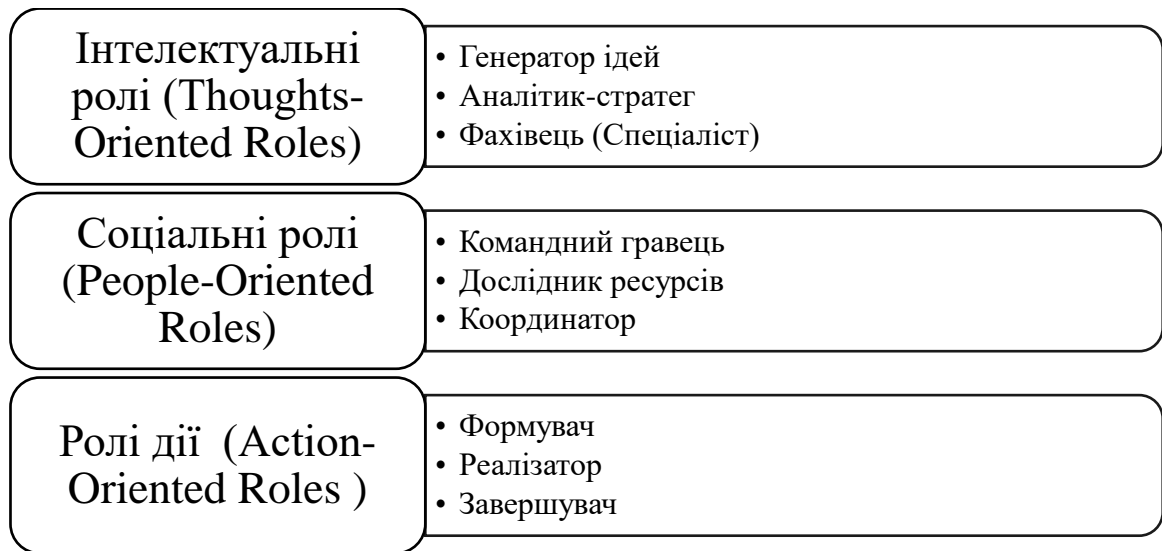 Інтелектуальні
ролі (Thoughts-
Oriented Roles)
• Генератор ідей
• Аналітик-стратег
• Фахівець (Спеціаліст)
Соціальні ролі
(People-Oriented
Roles)
• Командний гравець
• Дослідник ресурсів
• Координатор
Ролі дії  (Action-
Oriented Roles )
• Формувач
• Реалізатор
• Завершувач